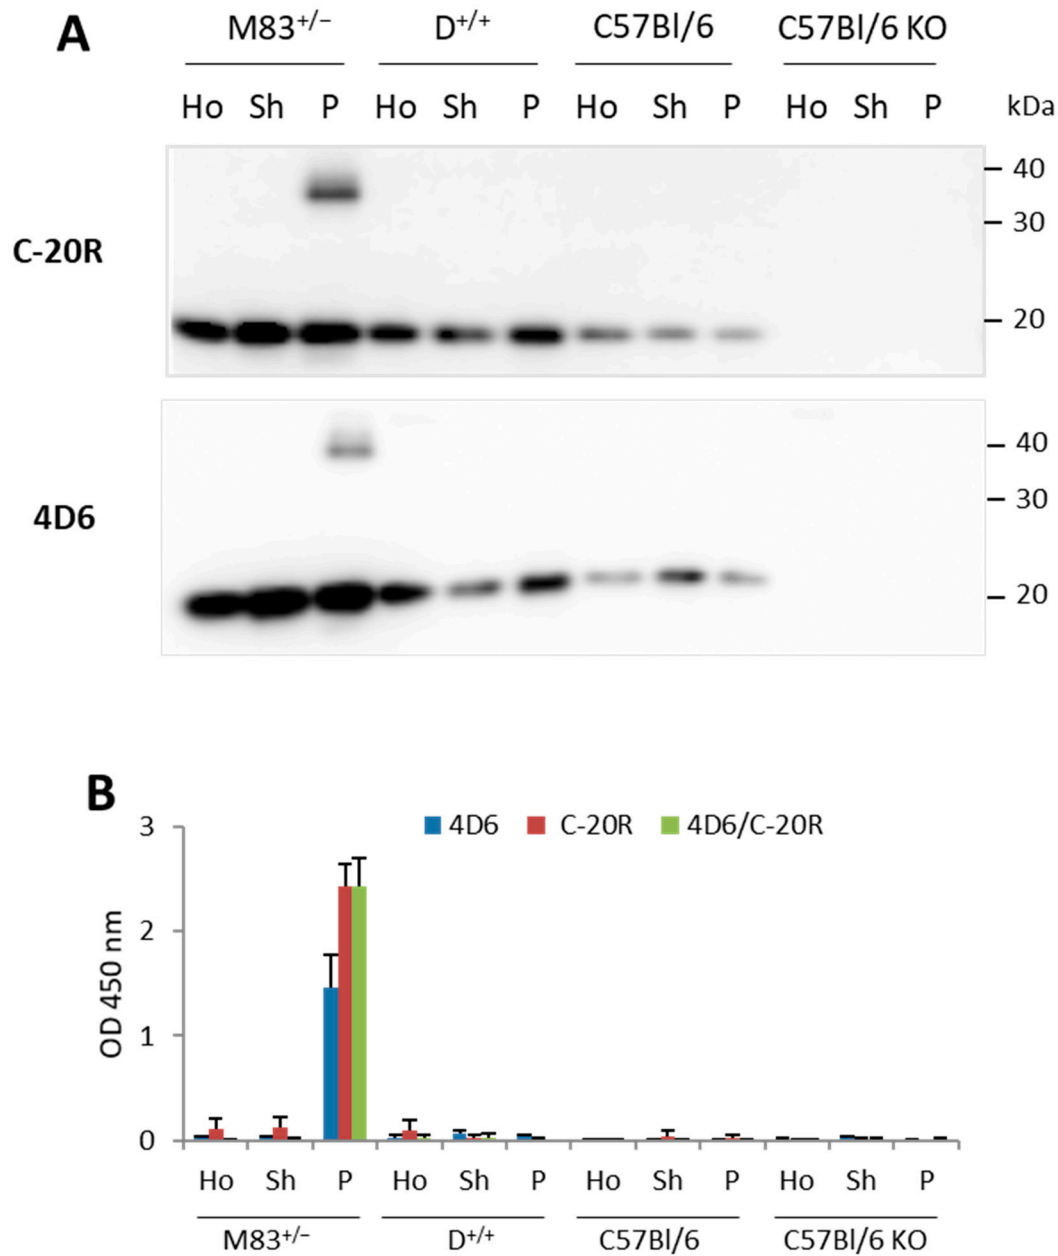 A
M83+/− D+/+ C57Bl/6 C57Bl/6 KO
Ho Sh P Ho Sh P Ho Sh P Ho Sh P kDa
40
30
C-20R
20
40
30
4D6
20
B
3
4D6 C-20R 4D6/C-20R
2
OD 450 nm
1
0
Ho Sh P Ho Sh P Ho Sh P Ho Sh P
M83+/− D+/+ C57Bl/6 C57Bl/6 KO